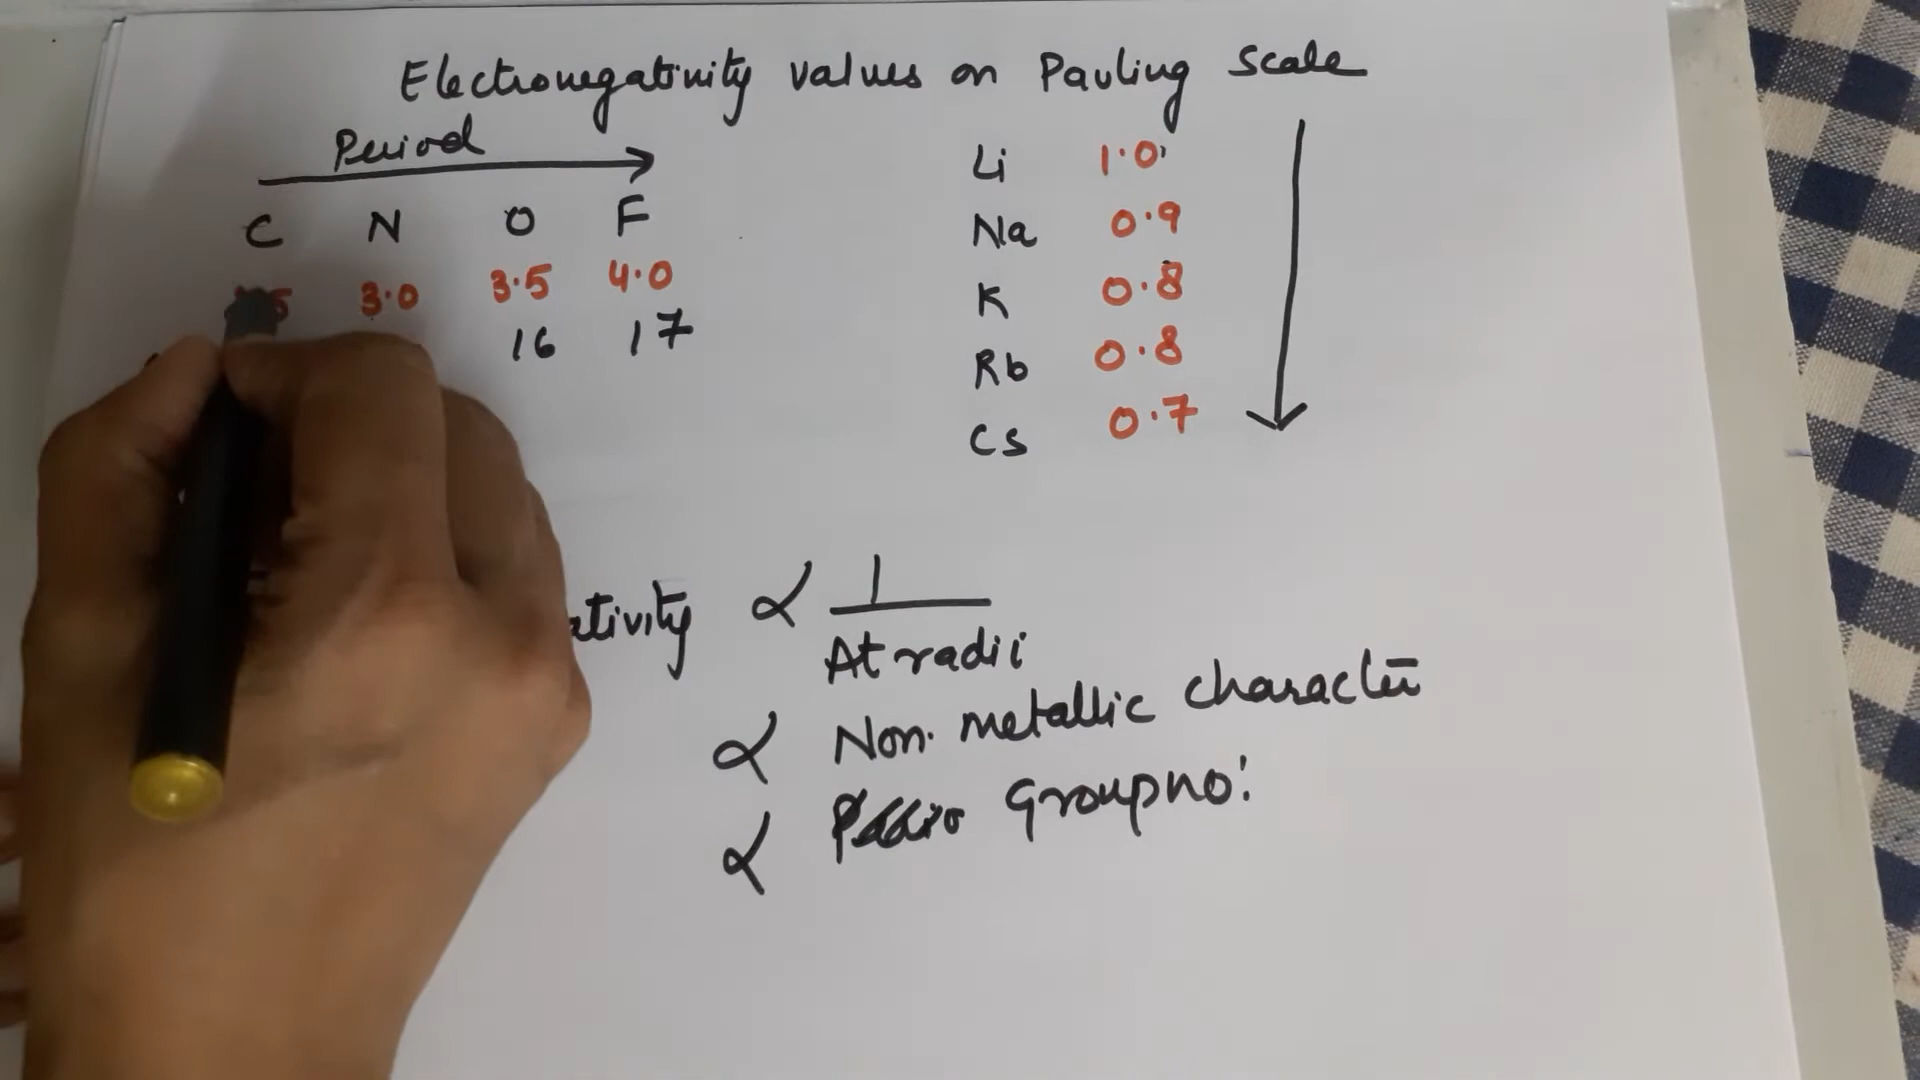 Electronegativity values on Pauling Scale
Period
C N O F
3.0 3.5 4.0
16 17
Li 1.0
Na 0.9
K 0.8
Rb 0.8
Cs 0.7
ativity ∝ 1
At radii
∝ Non. metallic character
∝ Group no: